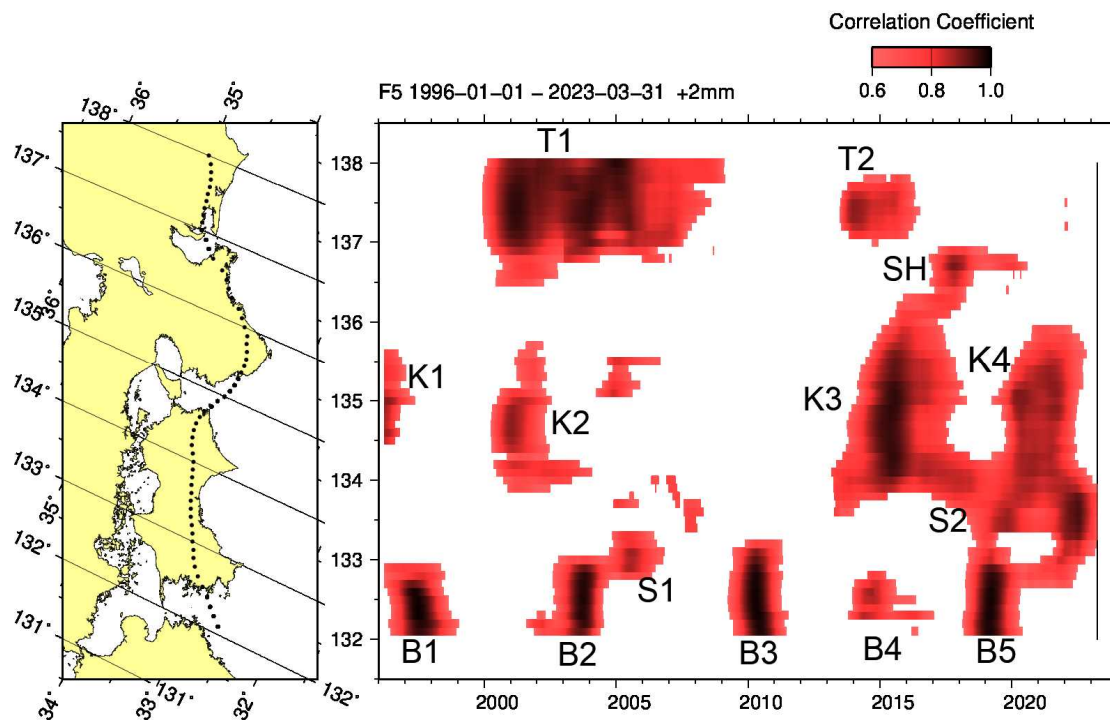 Correlation Coefficient
0.6 0.8 1.0
F5 1996-01-01 - 2023-03-31 +2mm
36° 35°
138°
137°
136°
36°
135°
134°
133°
35°
132°
131°
34° 33° 131° 32° 132°
138
137
136
135
134
133
132
T1
T2
SH
K1
K2
K3
K4
S2
S1
B1 B2 B3 B4 B5
2000 2005 2010 2015 2020